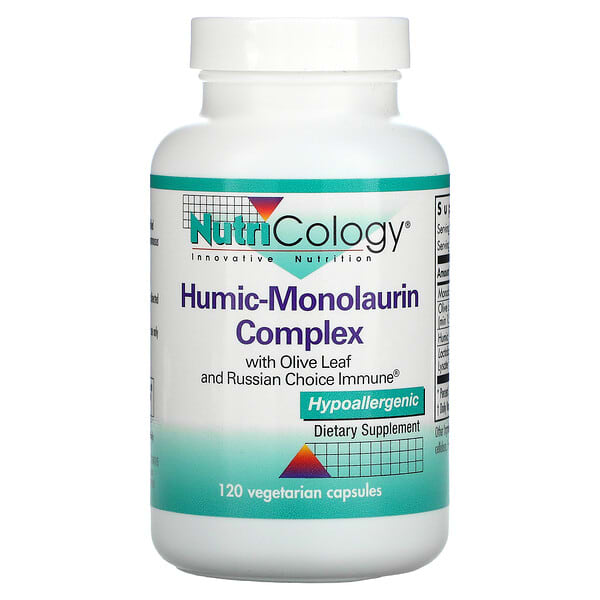 NutriCology®
Innovative Nutrition
Humic-Monolaurin
Complex
with Olive Leaf
and Russian Choice Immune®
Hypoallergenic
Dietary Supplement
120 vegetarian capsules